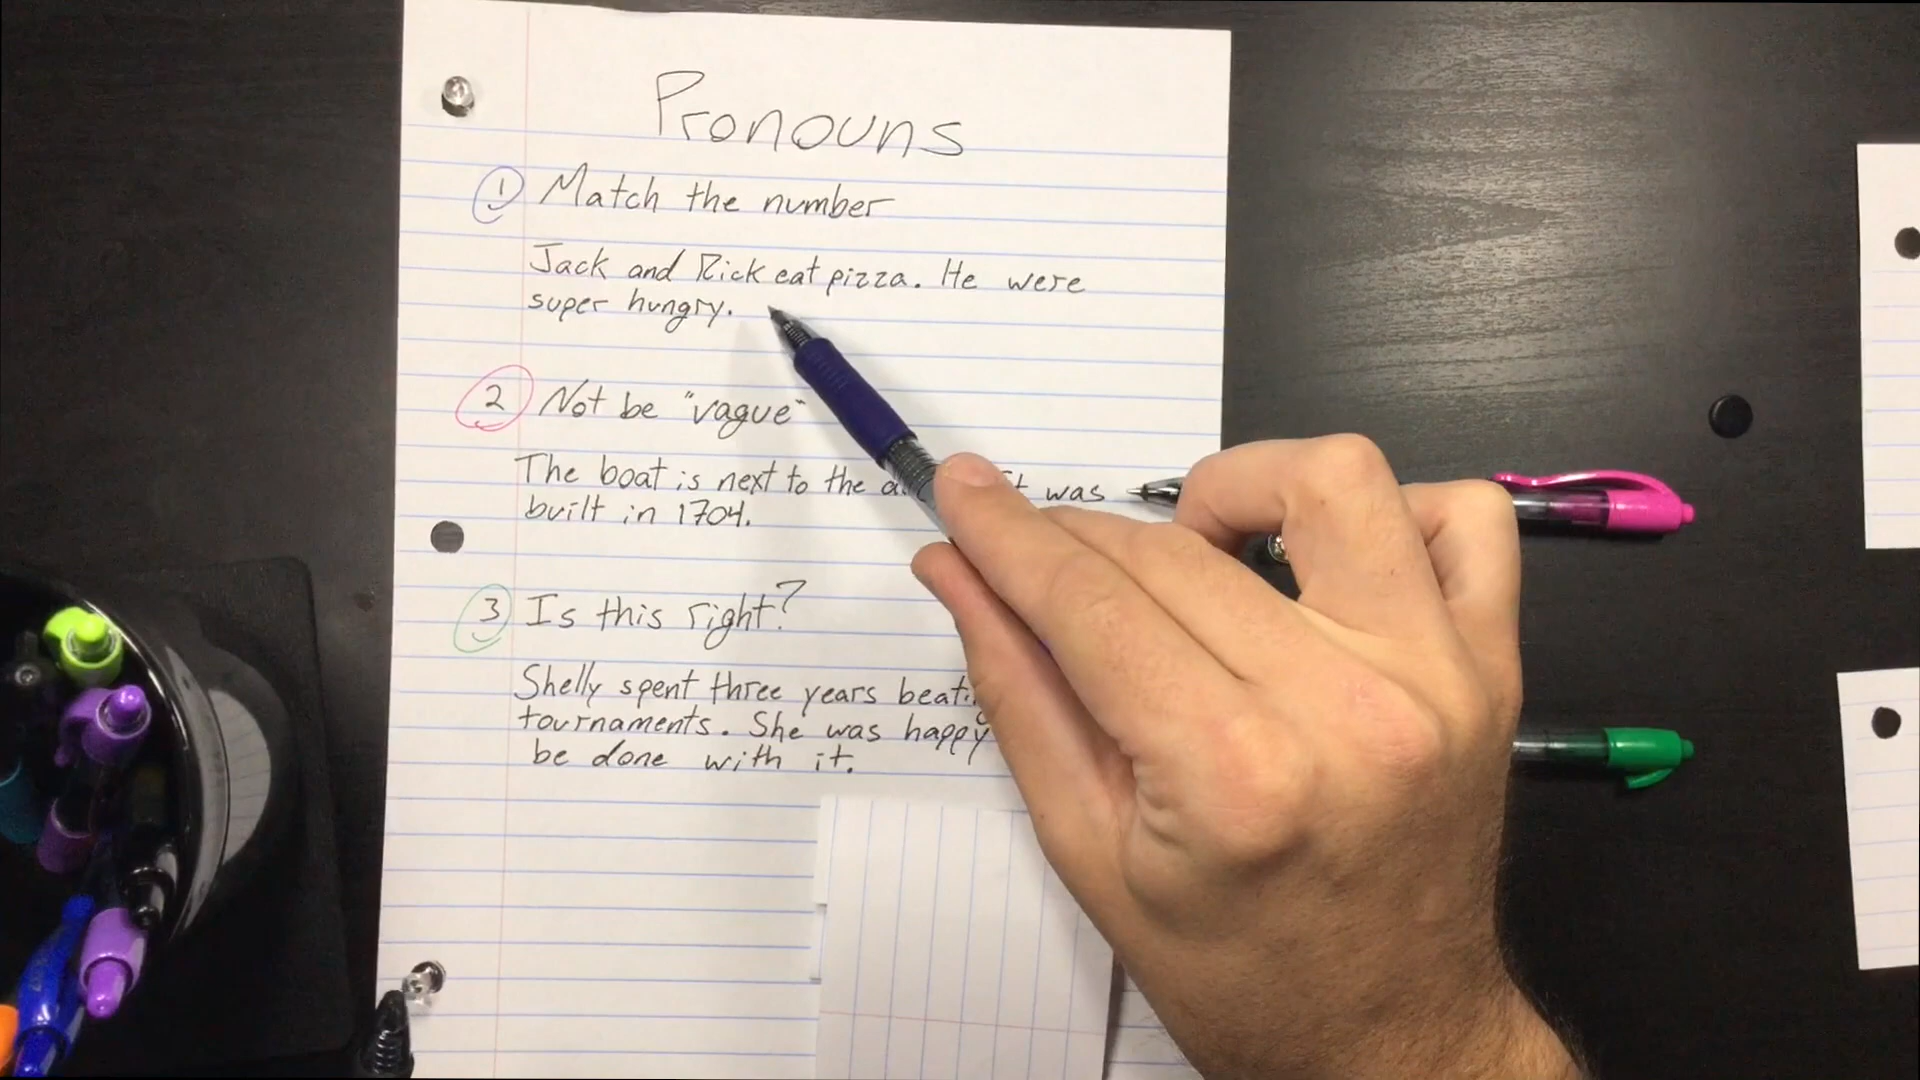 Pronouns
1 Match the number
Jack and Rick eat pizza. He were
super hungry.
2 Not be "vague"
The boat is next to the was
built in 1704.
3 Is this right?
Shelly spent three years
tournaments. She was happy
be done with it.